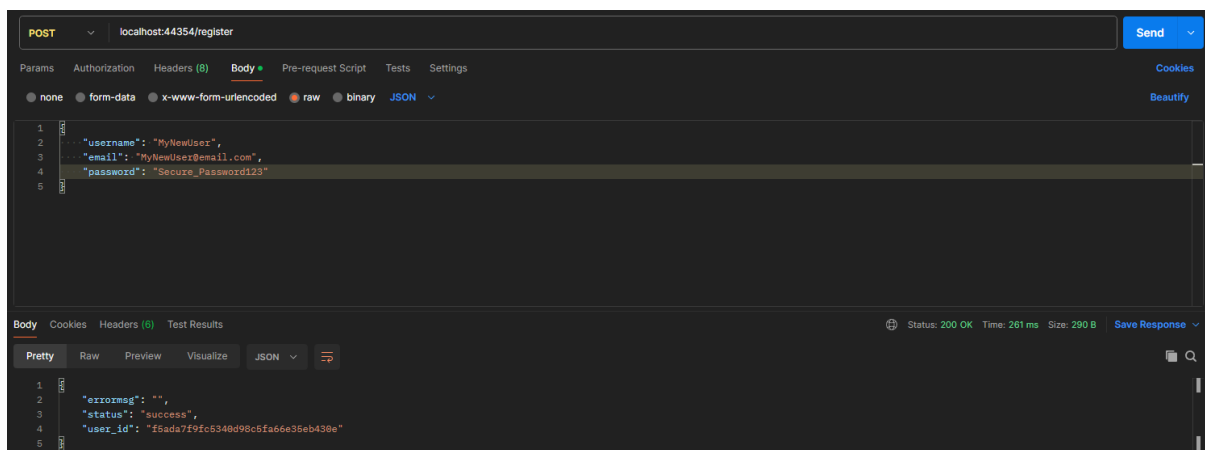 POST localhost:44354/register Send
Params Authorization Headers (8) Body Pre-request Script Tests Settings Cookies
none form-data x-www-form-urlencoded raw binary JSON Beautify
1 {
2 "username": "MyNewUser",
3 "email": "MyNewUser@email.com",
4 "password": "Secure_Password123"
5 }
Body Cookies Headers (6) Test Results Status: 200 OK Time: 261 ms Size: 290 B Save Response
Pretty Raw Preview Visualize JSON
1 {
2 "errormsg": "",
3 "status": "success",
4 "user_id": "f5ada7f9fc5340d98c5fa66e35eb430e"
5 }